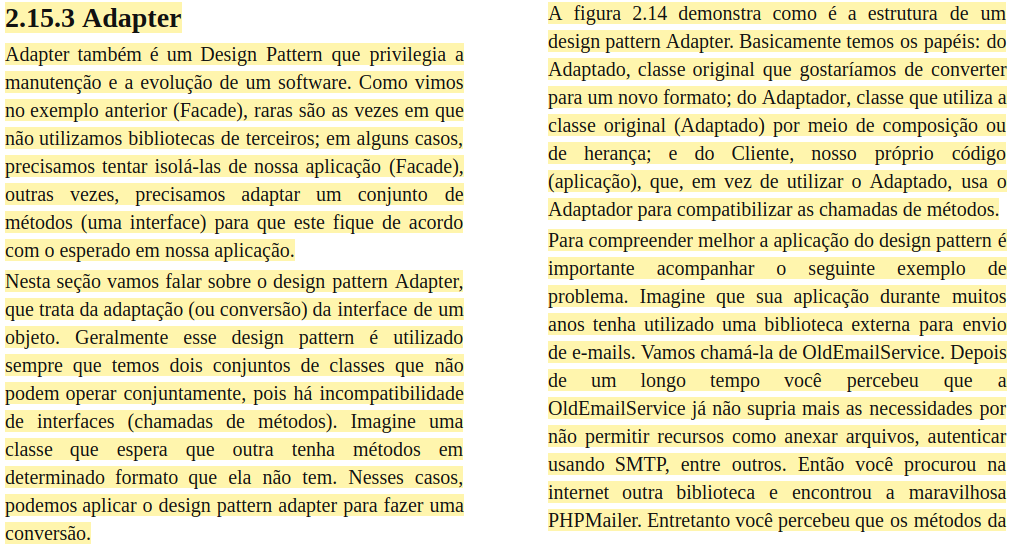 2.15.3 Adapter
Adapter também é um Design Pattern que privilegia a
manutenção e a evolução de um software. Como vimos
no exemplo anterior (Facade), raras são as vezes em que
não utilizamos bibliotecas de terceiros; em alguns casos,
precisamos tentar isolá-las de nossa aplicação (Facade),
outras vezes, precisamos adaptar um conjunto de
métodos (uma interface) para que este fique de acordo
com o esperado em nossa aplicação.
Nesta seção vamos falar sobre o design pattern Adapter,
que trata da adaptação (ou conversão) da interface de um
objeto. Geralmente esse design pattern é utilizado
sempre que temos dois conjuntos de classes que não
podem operar conjuntamente, pois há incompatibilidade
de interfaces (chamadas de métodos). Imagine uma
classe que espera que outra tenha métodos em
determinado formato que ela não tem. Nesses casos,
podemos aplicar o design pattern adapter para fazer uma
conversão.
A figura 2.14 demonstra como é a estrutura de um
design pattern Adapter. Basicamente temos os papéis: do
Adaptado, classe original que gostaríamos de converter
para um novo formato; do Adaptador, classe que utiliza a
classe original (Adaptado) por meio de composição ou
de herança; e do Cliente, nosso próprio código
(aplicação), que, em vez de utilizar o Adaptado, usa o
Adaptador para compatibilizar as chamadas de métodos.
Para compreender melhor a aplicação do design pattern é
importante acompanhar o seguinte exemplo de
problema. Imagine que sua aplicação durante muitos
anos tenha utilizado uma biblioteca externa para envio
de e-mails. Vamos chamá-la de OldEmailService. Depois
de um longo tempo você percebeu que a
OldEmailService já não supria mais as necessidades por
não permitir recursos como anexar arquivos, autenticar
usando SMTP, entre outros. Então você procurou na
internet outra biblioteca e encontrou a maravilhosa
PHPMailer. Entretanto você percebeu que os métodos da